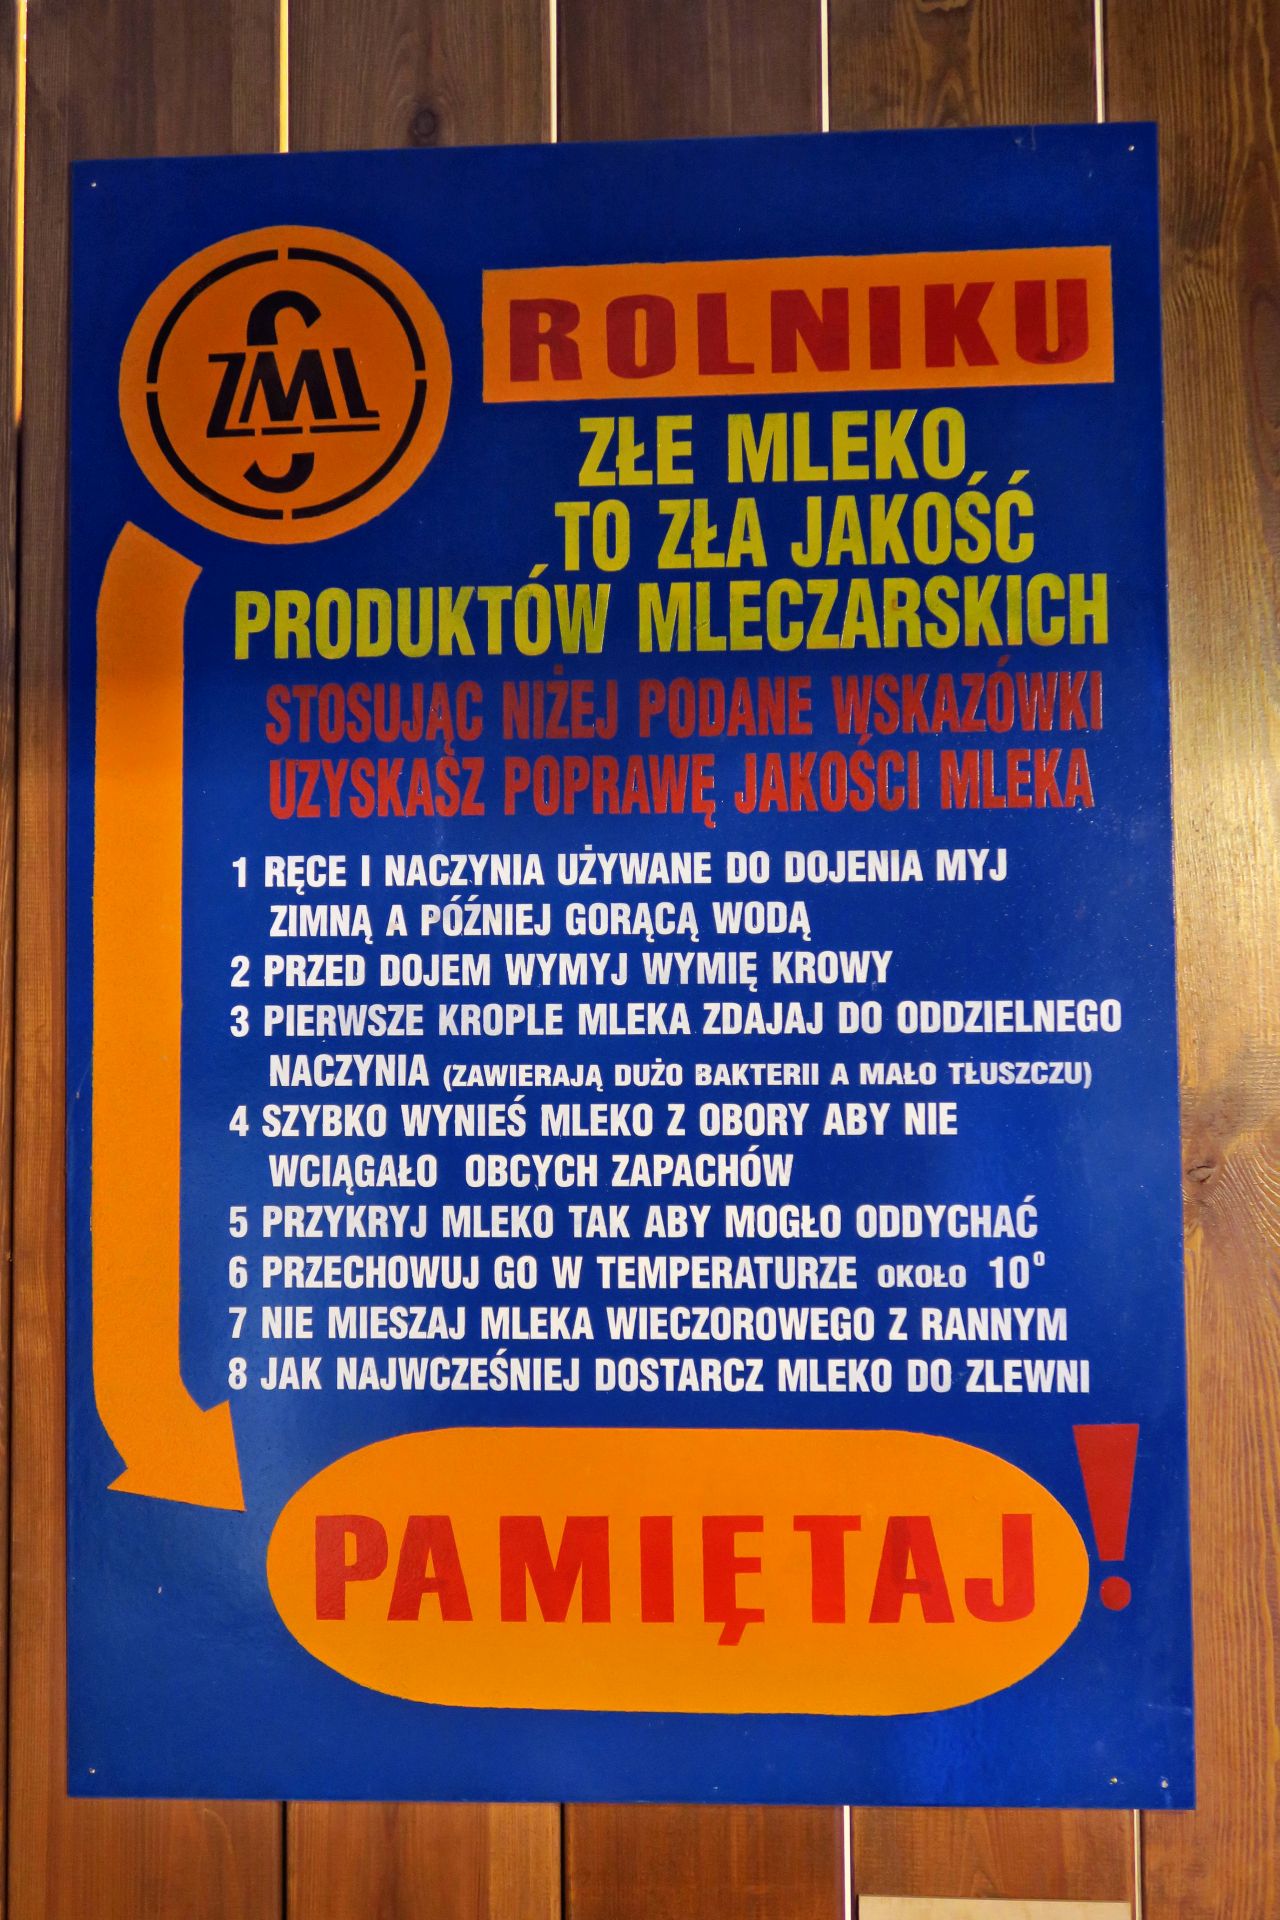 ZML
ROLNIKU
ZŁE MLEKO
TO ZŁA JAKOŚĆ
PRODUKTÓW MLECZARSKICH
STOSUJĄC NIŻEJ PODANE WSKAZÓWKI
UZYSKASZ POPRAWĘ JAKOŚCI MLEKA
1 RĘCE I NACZYNIA UŻYWANE DO DOJENIA MYJ
ZIMNĄ A PÓŹNIEJ GORĄCĄ WODĄ
2 PRZED DOJEM WYMYJ WYMIĘ KROWY
3 PIERWSZE KROPLE MLEKA ZDAJAJ DO ODDZIELNEGO
NACZYNIA (ZAWIERAJĄ DUŻO BAKTERII A MAŁO TŁUSZCZU)
4 SZYBKO WYNIEŚ MLEKO Z OBORY ABY NIE
WCIĄGAŁO OBCYCH ZAPACHÓW
5 PRZYKRYJ MLEKO TAK ABY MOGŁO ODDYCHAĆ
6 PRZECHOWUJ GO W TEMPERATURZE OKOŁO 10°
7 NIE MIESZAJ MLEKA WIECZOROWEGO Z RANNYM
8 JAK NAJWCZEŚNIEJ DOSTARCZ MLEKO DO ZLEWNI
PAMIĘTAJ!